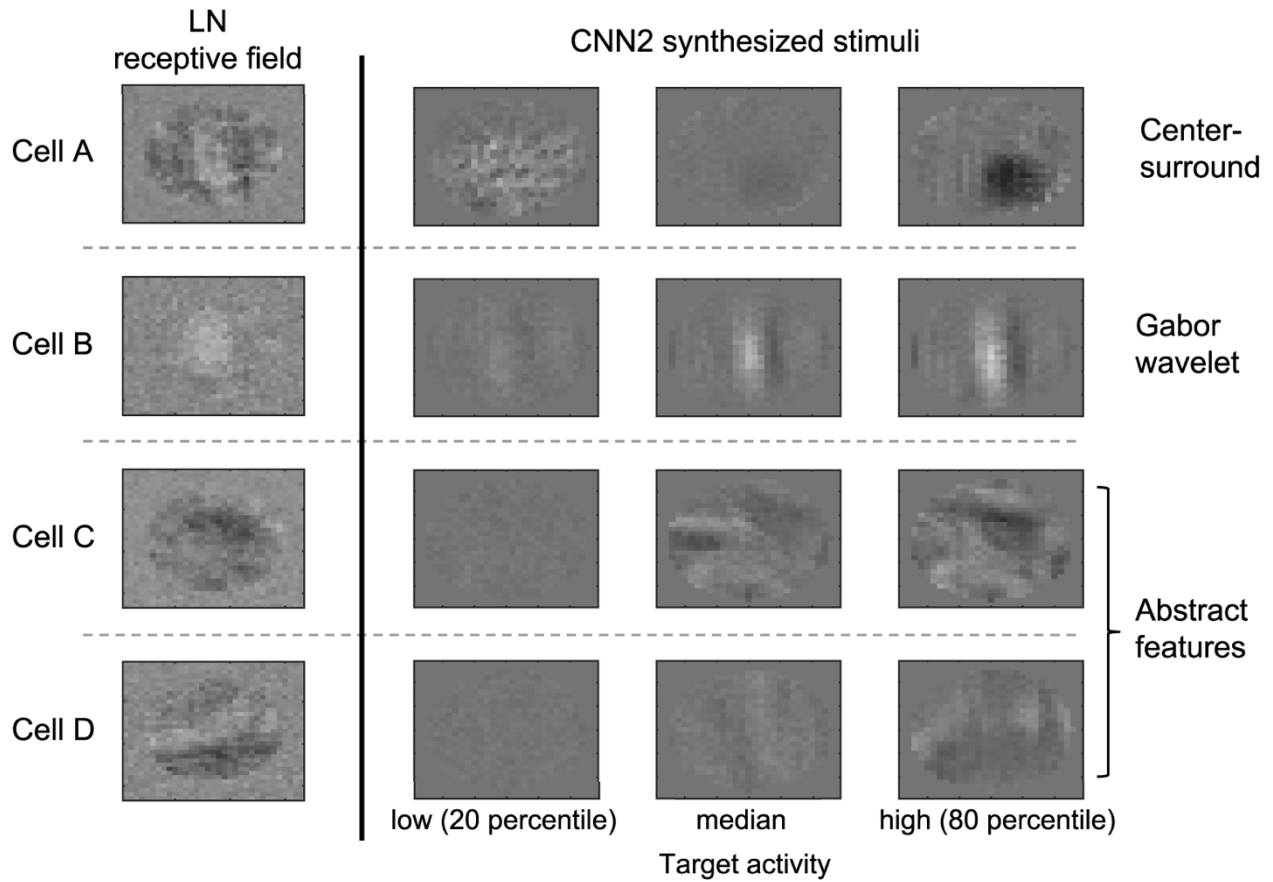 LN
receptive field
CNN2 synthesized stimuli
Cell A
Center-
surround
Cell B
Gabor
wavelet
Cell C
Cell D
Abstract
features
low (20 percentile)
median
high (80 percentile)
Target activity